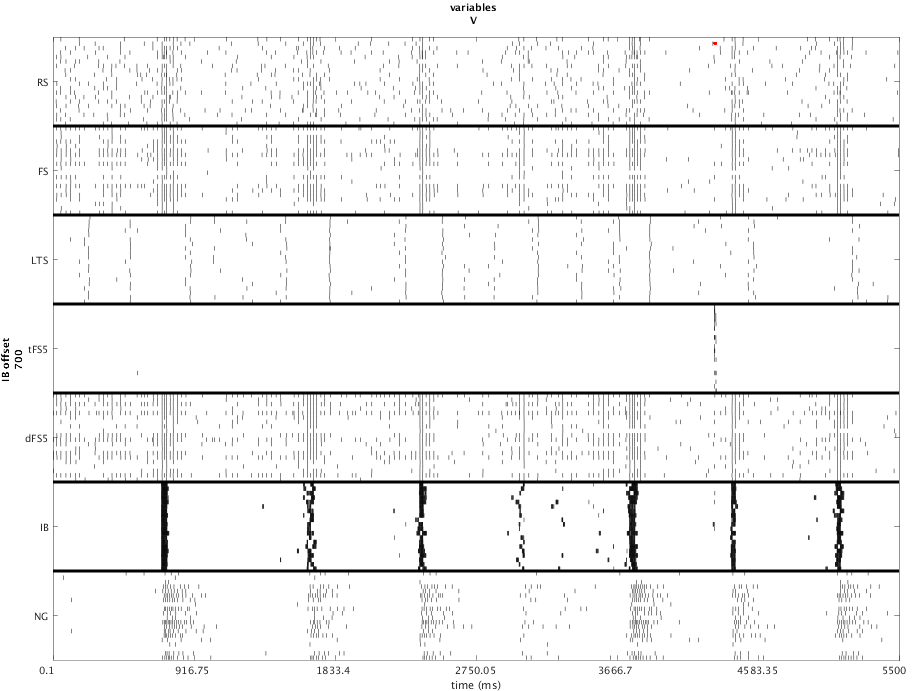 variables
V
RS
FS
LTS
tFS5
dFS5
IB
NG
IB offset
700
0.1
916.75
1833.4
2750.05
3666.7
4583.35
5500
time (ms)